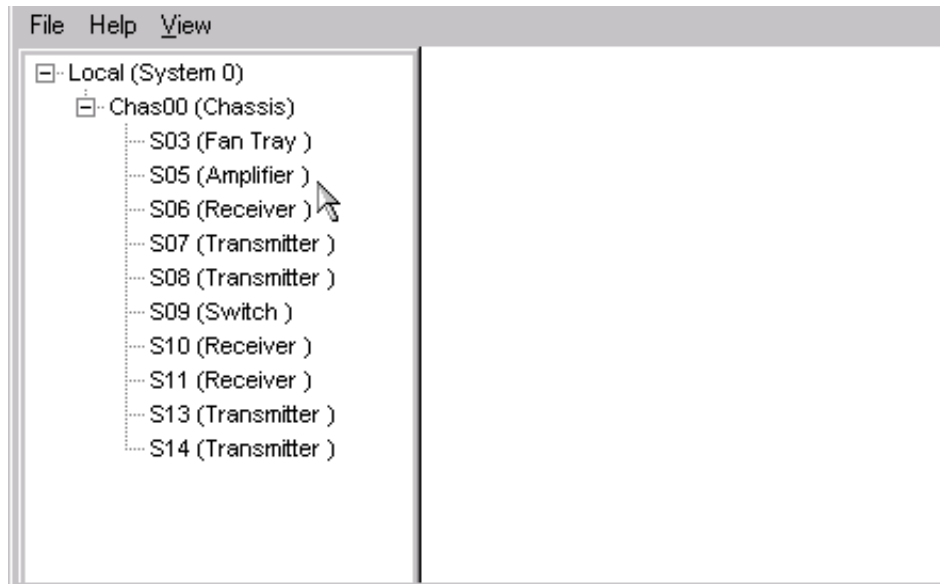 File Help View
Local (System 0)
Chas00 (Chassis)
S03 (Fan Tray )
S05 (Amplifier )
S06 (Receiver )
S07 (Transmitter )
S08 (Transmitter )
S09 (Switch )
S10 (Receiver )
S11 (Receiver )
S13 (Transmitter )
S14 (Transmitter )